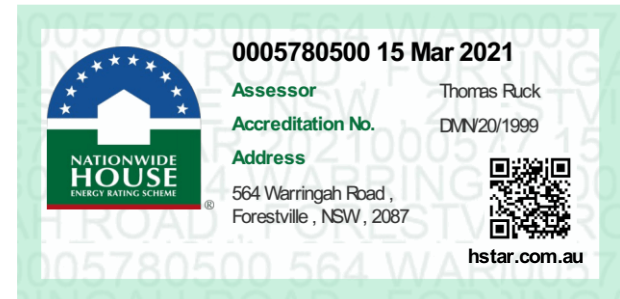 0005780500 15 Mar 2021
Assessor Thomas Ruck
Accreditation No. DMN/20/1999
Address
564 Warringah Road ,
Forestville , NSW , 2087
NATIONWIDE
HOUSE
ENERGY RATING SCHEME
®
hstar.com.au